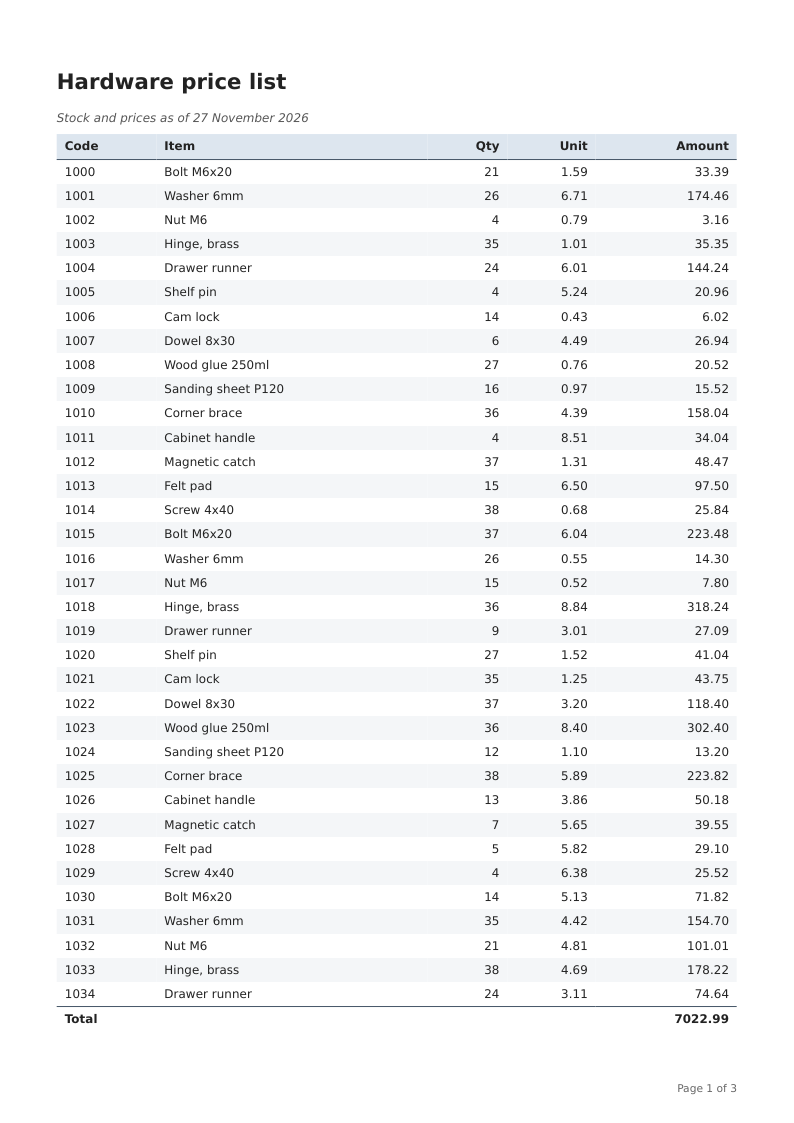 Hardware price list
Stock and prices as of 27 November 2026
Code Item Qty Unit Amount
1000 Bolt M6x20 21 1.59 33.39
1001 Washer 6mm 26 6.71 174.46
1002 Nut M6 4 0.79 3.16
1003 Hinge, brass 35 1.01 35.35
1004 Drawer runner 24 6.01 144.24
1005 Shelf pin 4 5.24 20.96
1006 Cam lock 14 0.43 6.02
1007 Dowel 8x30 6 4.49 26.94
1008 Wood glue 250ml 27 0.76 20.52
1009 Sanding sheet P120 16 0.97 15.52
1010 Corner brace 36 4.39 158.04
1011 Cabinet handle 4 8.51 34.04
1012 Magnetic catch 37 1.31 48.47
1013 Felt pad 15 6.50 97.50
1014 Screw 4x40 38 0.68 25.84
1015 Bolt M6x20 37 6.04 223.48
1016 Washer 6mm 26 0.55 14.30
1017 Nut M6 15 0.52 7.80
1018 Hinge, brass 36 8.84 318.24
1019 Drawer runner 9 3.01 27.09
1020 Shelf pin 27 1.52 41.04
1021 Cam lock 35 1.25 43.75
1022 Dowel 8x30 37 3.20 118.40
1023 Wood glue 250ml 36 8.40 302.40
1024 Sanding sheet P120 12 1.10 13.20
1025 Corner brace 38 5.89 223.82
1026 Cabinet handle 13 3.86 50.18
1027 Magnetic catch 7 5.65 39.55
1028 Felt pad 5 5.82 29.10
1029 Screw 4x40 4 6.38 25.52
1030 Bolt M6x20 14 5.13 71.82
1031 Washer 6mm 35 4.42 154.70
1032 Nut M6 21 4.81 101.01
1033 Hinge, brass 38 4.69 178.22
1034 Drawer runner 24 3.11 74.64
Total 7022.99
Page 1 of 3